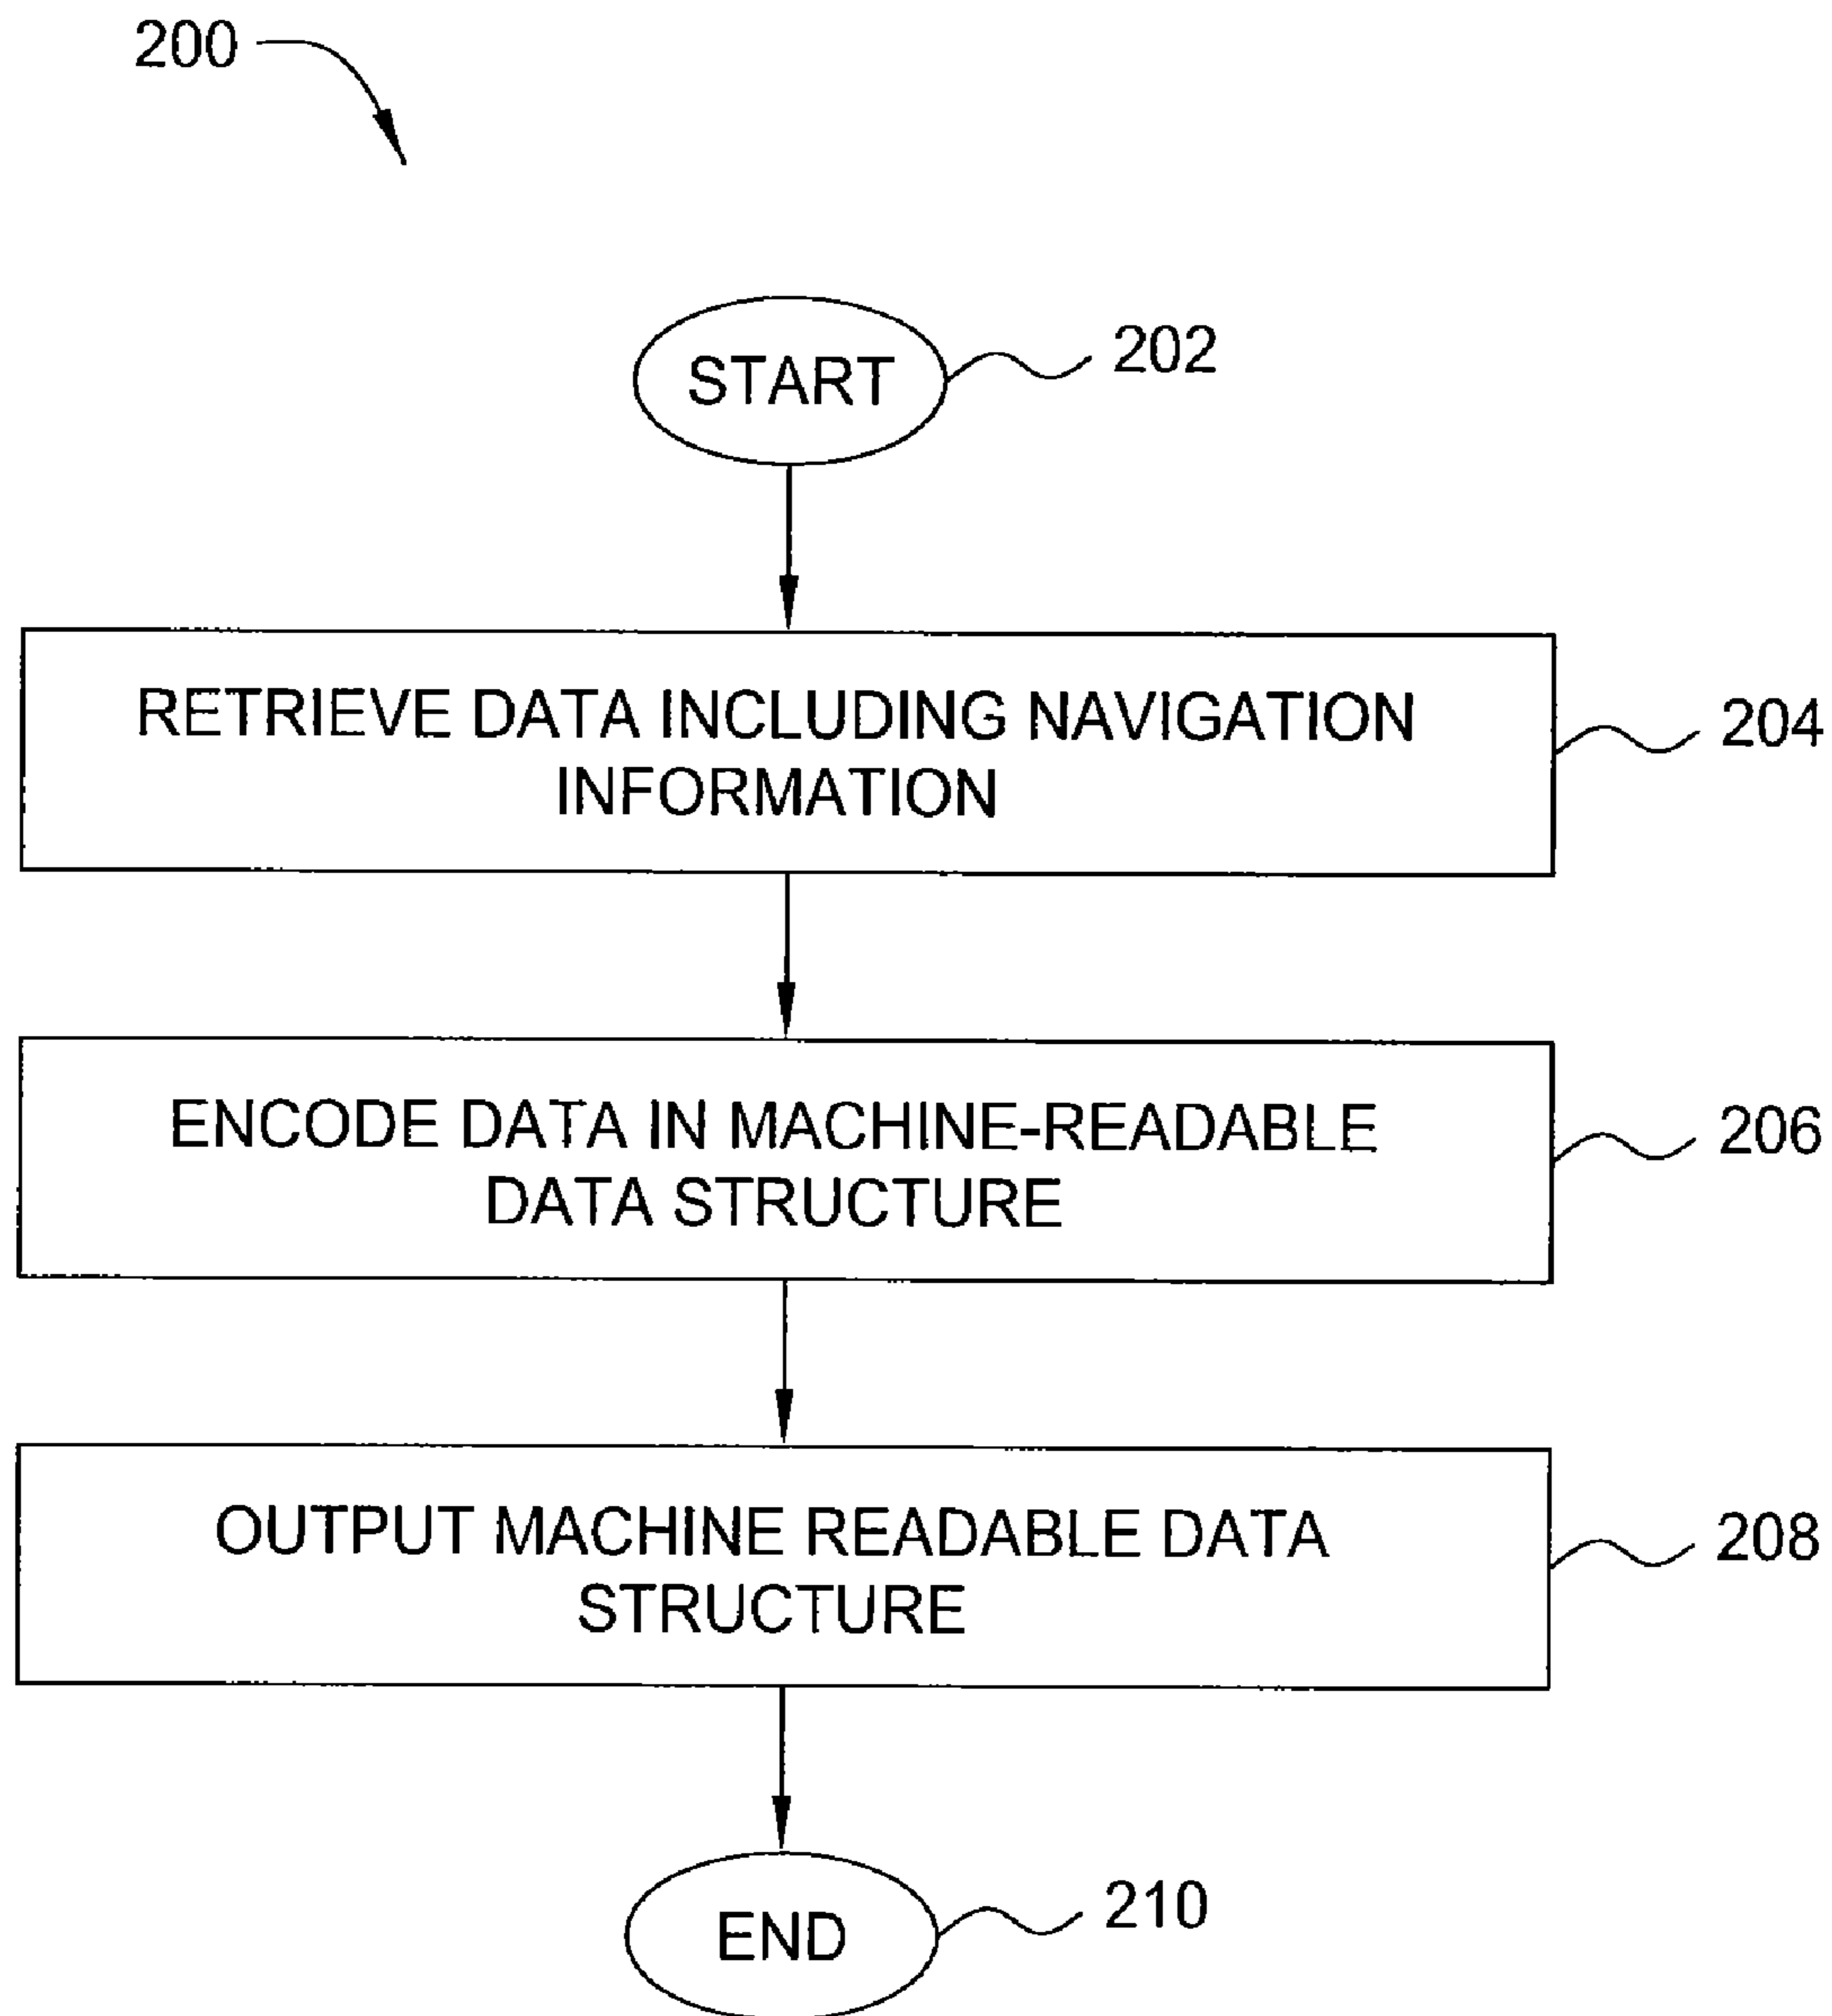 200
START
202
RETRIEVE DATA INCLUDING NAVIGATION
INFORMATION
204
ENCODE DATA IN MACHINE-READABLE
DATA STRUCTURE
206
OUTPUT MACHINE READABLE DATA
STRUCTURE
208
END
210